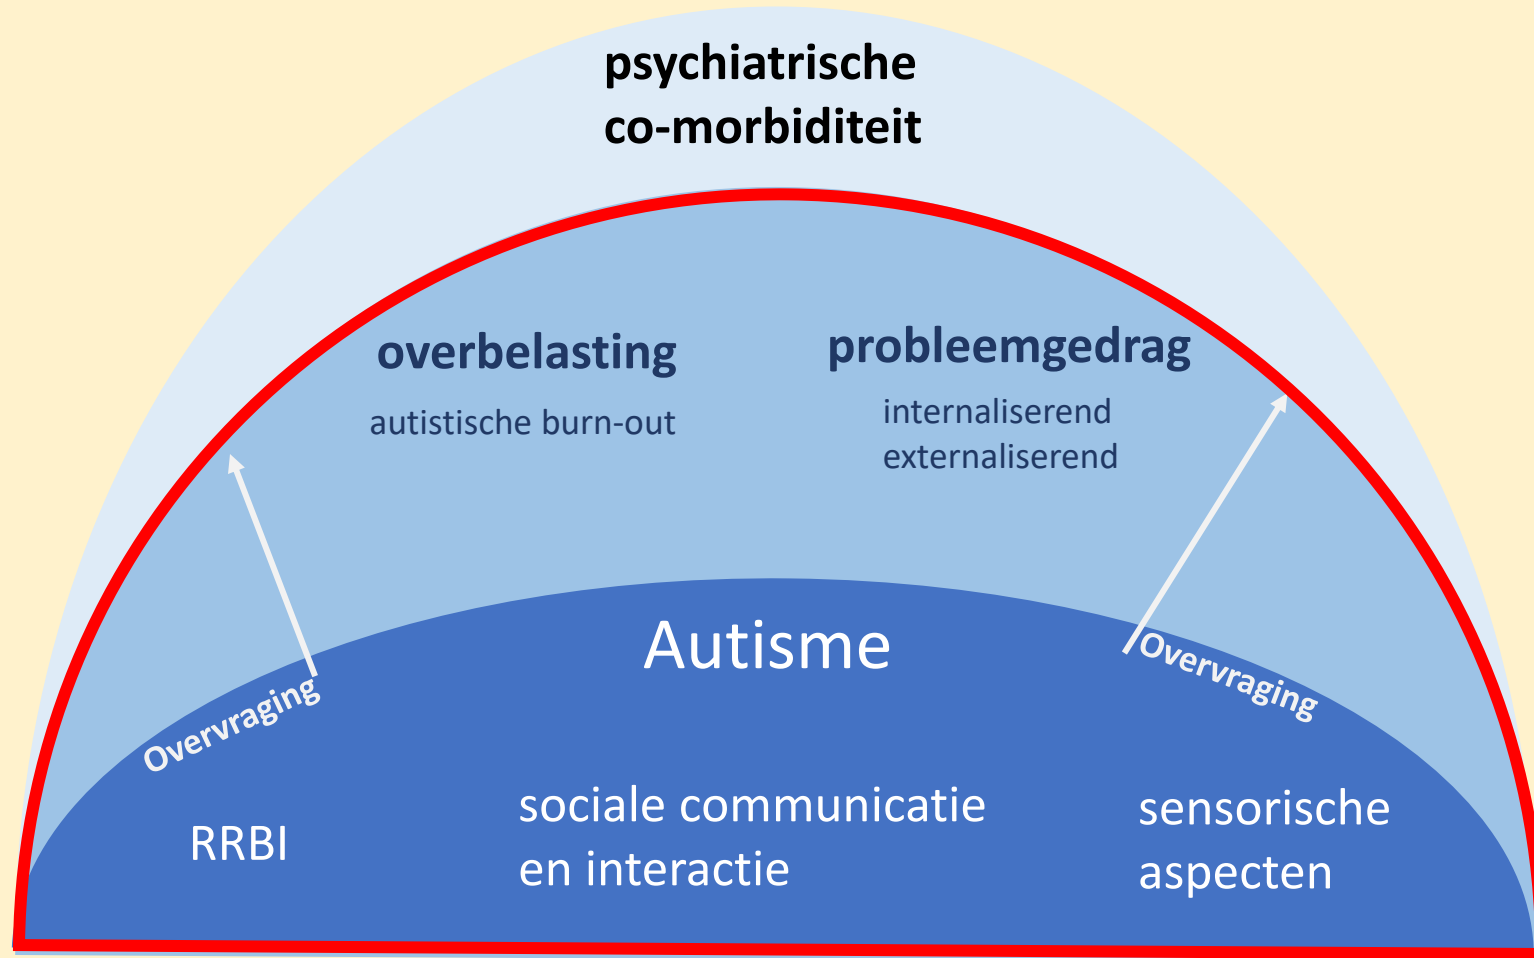 psychiatrische
co-morbiditeit
overbelasting
autistische burn-out
probleemgedrag
internaliserend
externaliserend
Autisme
Overvraging
Overvraging
RRBI
sociale communicatie
en interactie
sensorische
aspecten